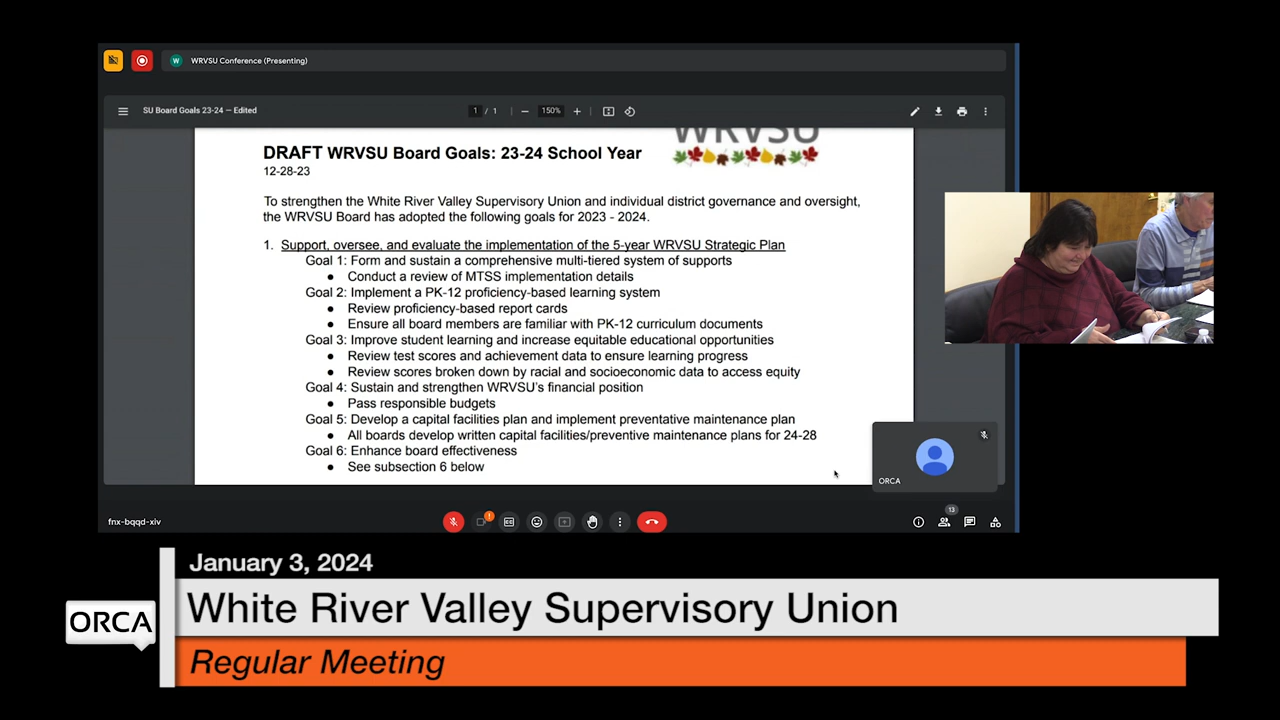 W WRVSU Conference (Presenting)
SU Board Goals 23-24 – Edited
1 / 1
150%
WRVSU
DRAFT WRVSU Board Goals: 23-24 School Year
12-28-23
To strengthen the White River Valley Supervisory Union and individual district governance and oversight,
the WRVSU Board has adopted the following goals for 2023 - 2024.
1. Support, oversee, and evaluate the implementation of the 5-year WRVSU Strategic Plan
Goal 1: Form and sustain a comprehensive multi-tiered system of supports
● Conduct a review of MTSS implementation details
Goal 2: Implement a PK-12 proficiency-based learning system
● Review proficiency-based report cards
● Ensure all board members are familiar with PK-12 curriculum documents
Goal 3: Improve student learning and increase equitable educational opportunities
● Review test scores and achievement data to ensure learning progress
● Review scores broken down by racial and socioeconomic data to access equity
Goal 4: Sustain and strengthen WRVSU's financial position
● Pass responsible budgets
Goal 5: Develop a capital facilities plan and implement preventative maintenance plan
● All boards develop written capital facilities/preventive maintenance plans for 24-28
Goal 6: Enhance board effectiveness
● See subsection 6 below
ORCA
fnx-bqqd-xiv
13
January 3, 2024
ORCA
White River Valley Supervisory Union
Regular Meeting